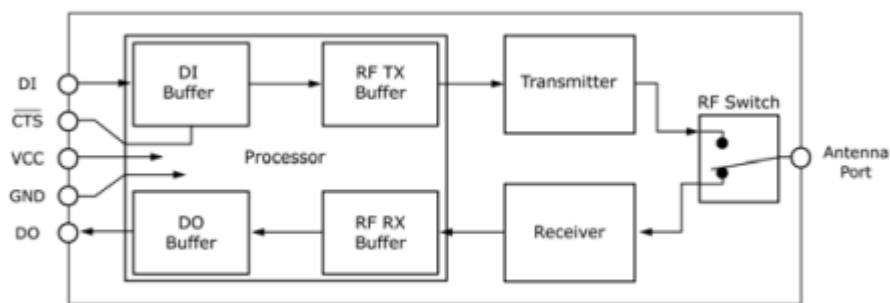 DI
CTS
VCC
GND
DO
DI
Buffer
RF TX
Buffer
Processor
DO
Buffer
RF RX
Buffer
Transmitter
Receiver
RF Switch
Antenna
Port